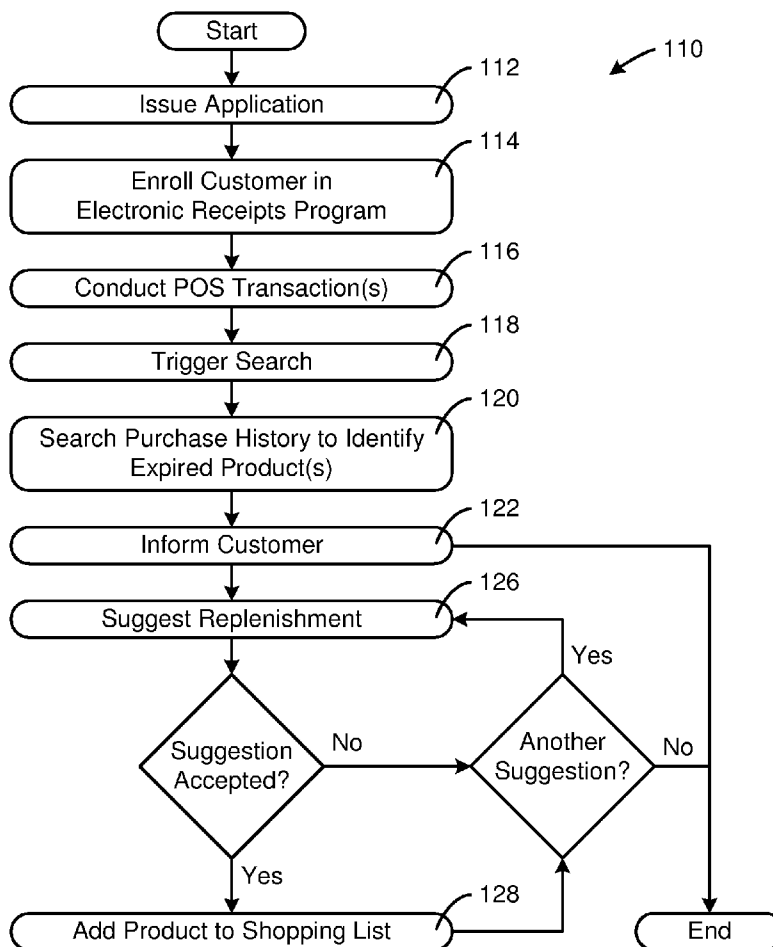 Start
110
112
Issue Application
114
Enroll Customer in
Electronic Receipts Program
116
Conduct POS Transaction(s)
118
Trigger Search
120
Search Purchase History to Identify
Expired Product(s)
122
Inform Customer
126
Suggest Replenishment
Yes
Suggestion
Accepted?
No
Another
Suggestion?
No
Yes
128
Add Product to Shopping List
End